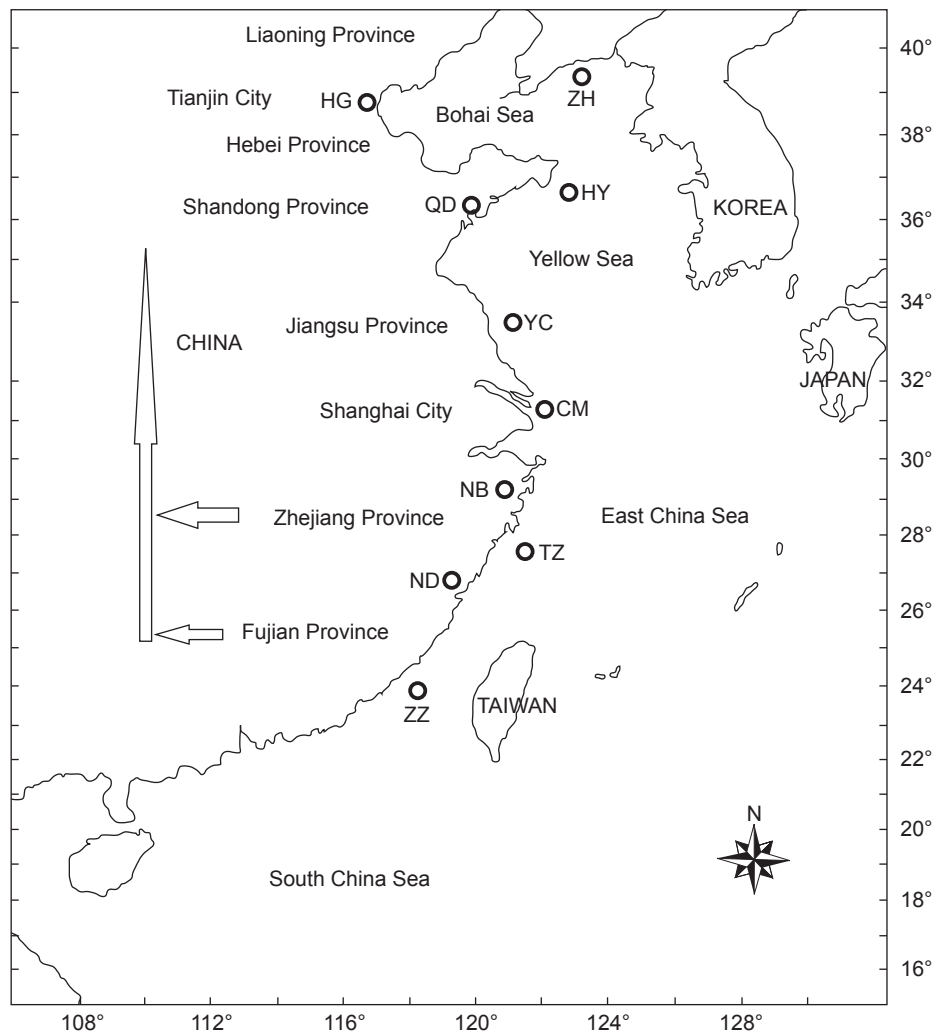 Liaoning Province
40°
Tianjin City
HG
ZH
Bohai Sea
38°
Hebei Province
HY
QD
Shandong Province
KOREA
36°
Yellow Sea
34°
Jiangsu Province
YC
CHINA
32°
JAPAN
Shanghai City
CM
30°
NB
Zhejiang Province
East China Sea
28°
TZ
ND
26°
Fujian Province
24°
TAIWAN
ZZ
22°
20°
N
South China Sea
18°
16°
108°
112°
116°
120°
124°
128°